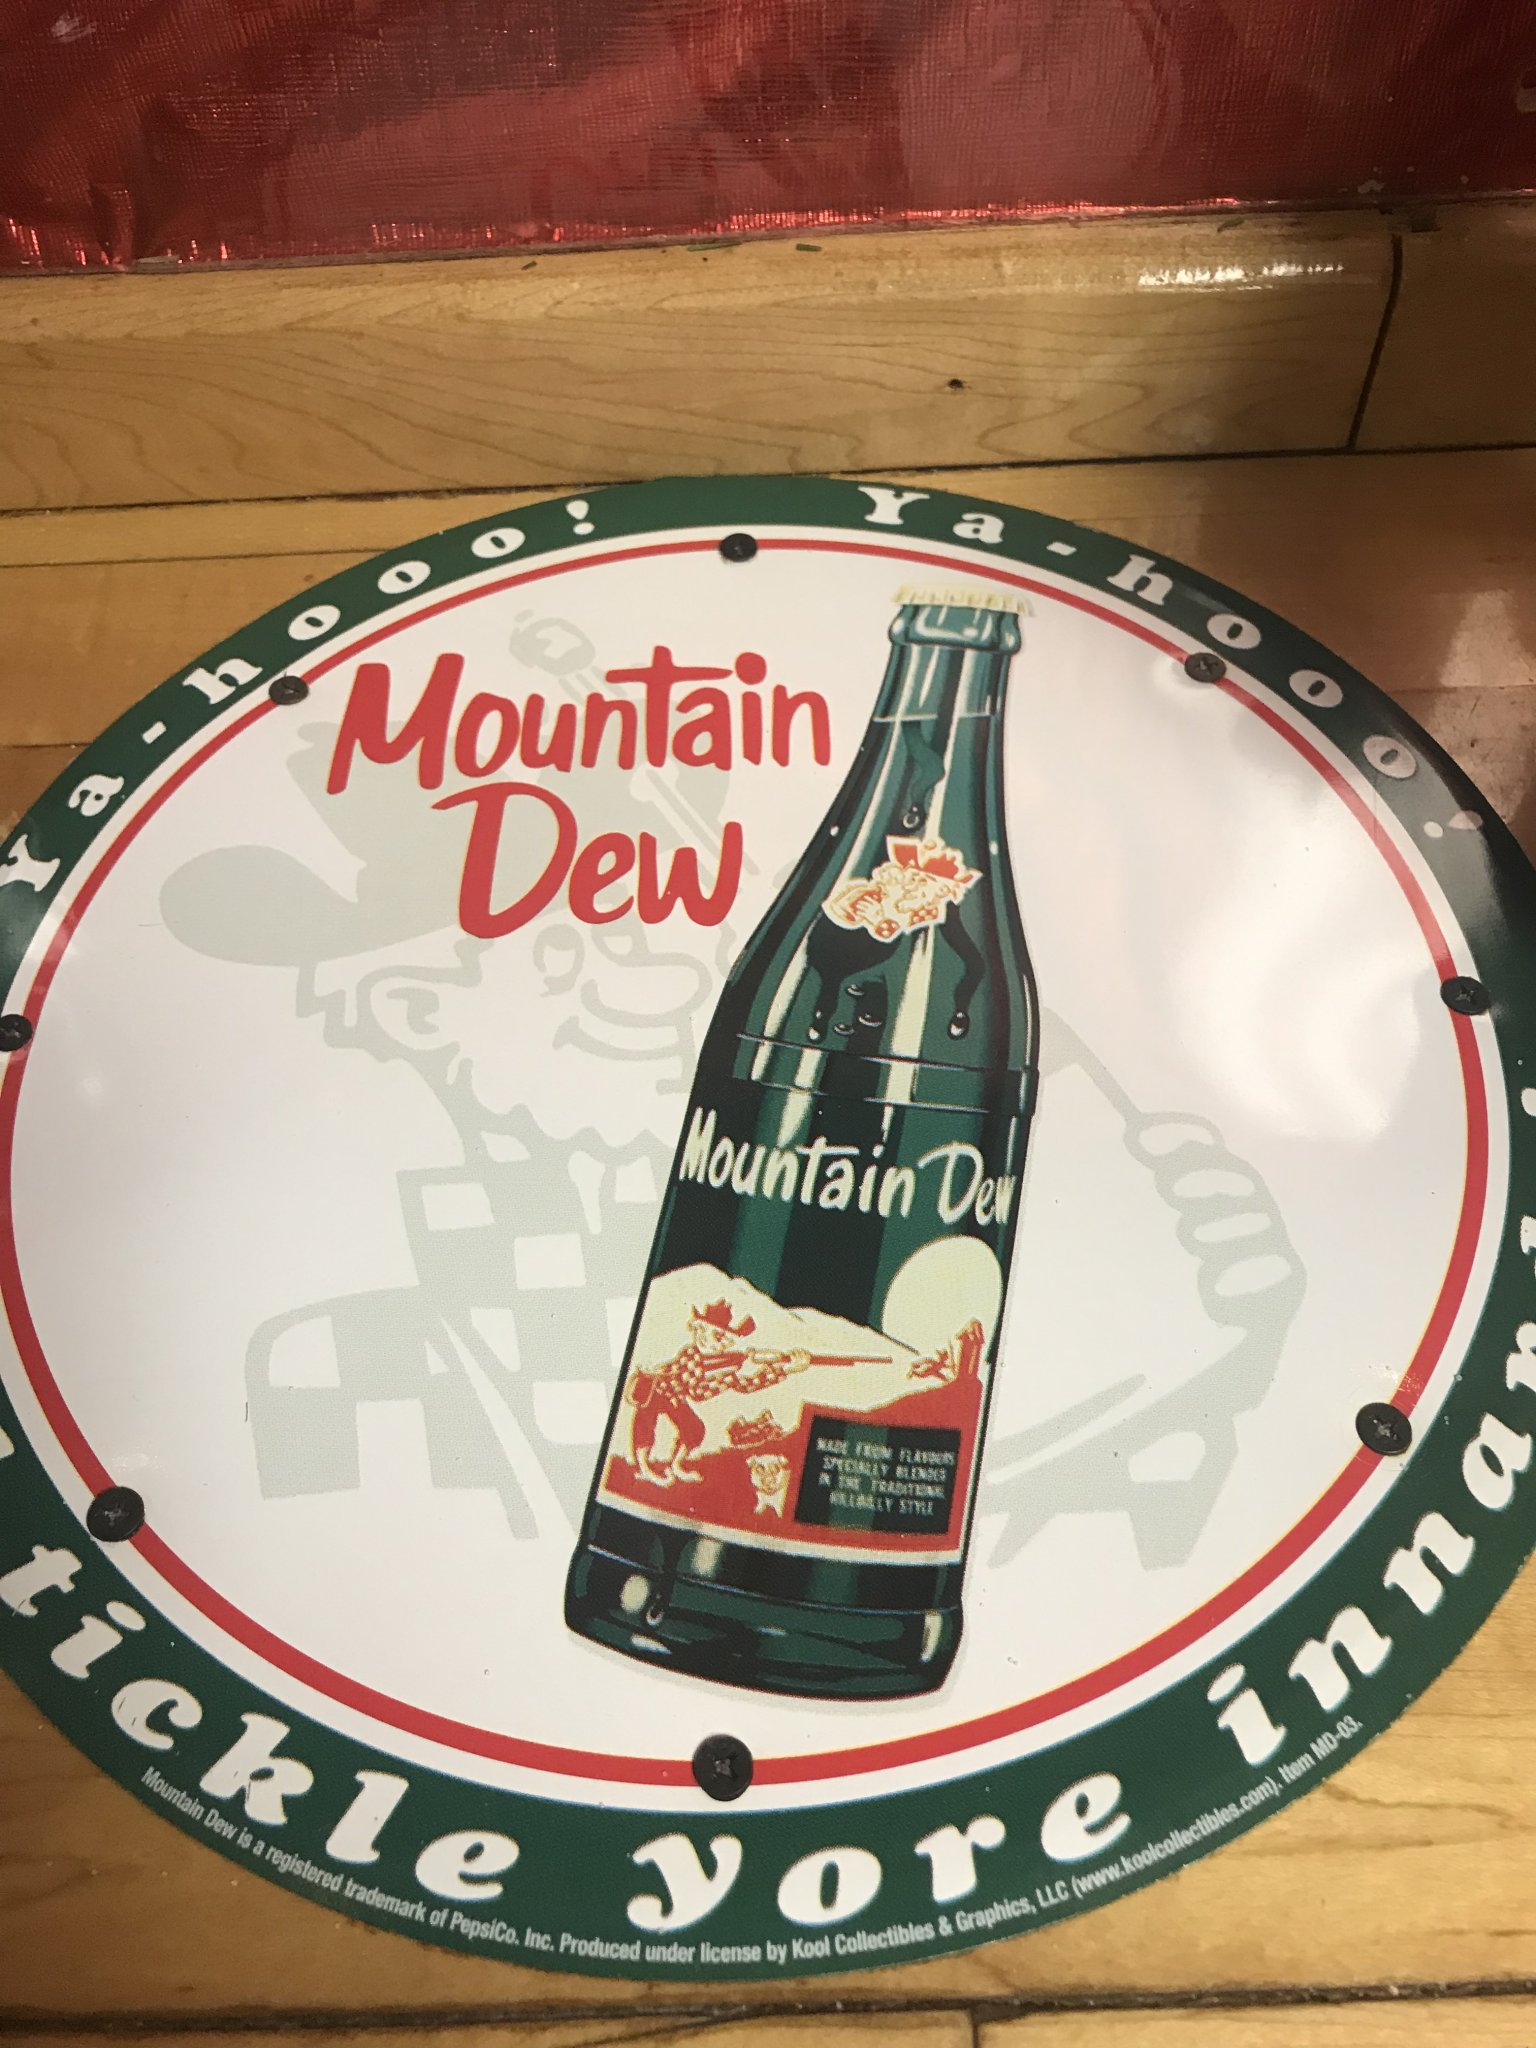 Ya-hooo! Ya-hooo!
Mountain
Dew
Mountain Dew
MADE FROM FLAVOURS
SPECIALLY BLENDED
IN THE TRADITIONAL
HILLBILLY STYLE
tickle yore innar
Mountain Dew is a registered trademark of PepsiCo. Inc. Produced under license by Kool Collectibles & Graphics, LLC (www.koolcollectibles.com), Item MD-03.